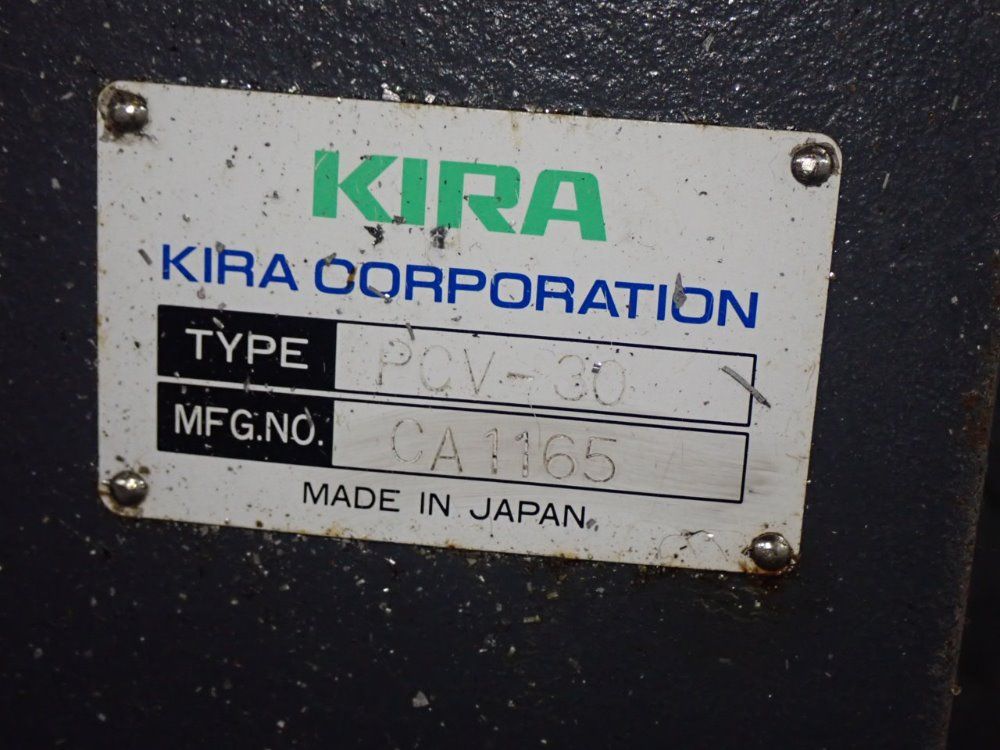 KIRA
KIRA CORPORATION
TYPE PCV-30
MFG.NO. CA1165
MADE IN JAPAN.